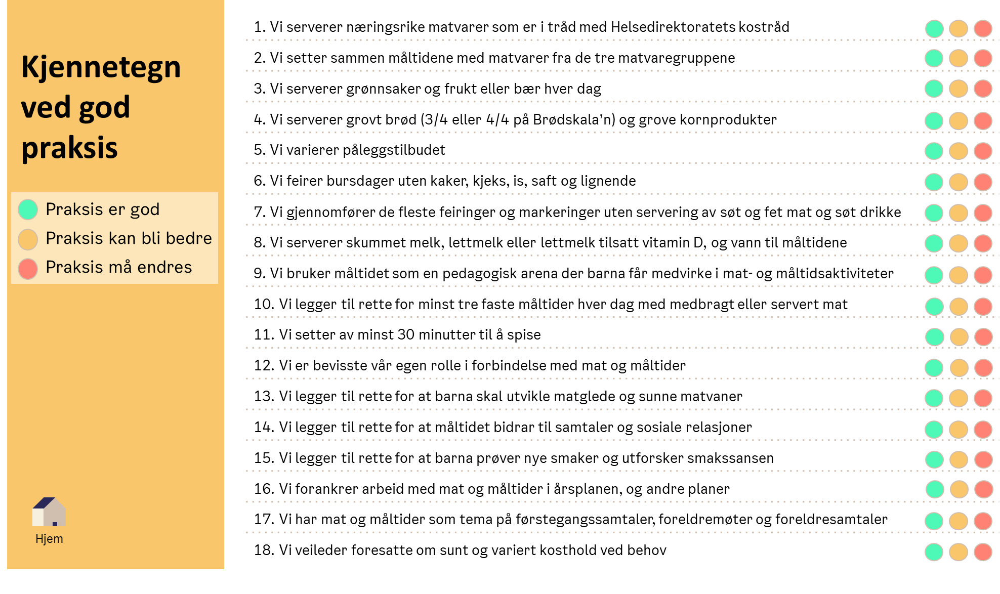 Kjennetegn
ved god
praksis
Praksis er god
Praksis kan bli bedre
Praksis må endres
Hjem
1. Vi serverer næringsrike matvarer som er i tråd med Helsedirektoratets kostråd
2. Vi setter sammen måltidene med matvarer fra de tre matvaregruppene
3. Vi serverer grønnsaker og frukt eller bær hver dag
4. Vi serverer grovt brød (3/4 eller 4/4 på Brødskala’n) og grove kornprodukter
5. Vi varierer påleggstilbudet
6. Vi feirer bursdager uten kaker, kjeks, is, saft og lignende
7. Vi gjennomfører de fleste feiringer og markeringer uten servering av søt og fet mat og søt drikke
8. Vi serverer skummet melk, lettmelk eller lettmelk tilsatt vitamin D, og vann til måltidene
9. Vi bruker måltidet som en pedagogisk arena der barna får medvirke i mat- og måltidsaktiviteter
10. Vi legger til rette for minst tre faste måltider hver dag med medbragt eller servert mat
11. Vi setter av minst 30 minutter til å spise
12. Vi er bevisste vår egen rolle i forbindelse med mat og måltider
13. Vi legger til rette for at barna skal utvikle matglede og sunne matvaner
14. Vi legger til rette for at måltidet bidrar til samtaler og sosiale relasjoner
15. Vi legger til rette for at barna prøver nye smaker og utforsker smakssansen
16. Vi forankrer arbeid med mat og måltider i årsplanen, og andre planer
17. Vi har mat og måltider som tema på førstegangssamtaler, foreldremøter og foreldresamtaler
18. Vi veileder foresatte om sunt og variert kosthold ved behov